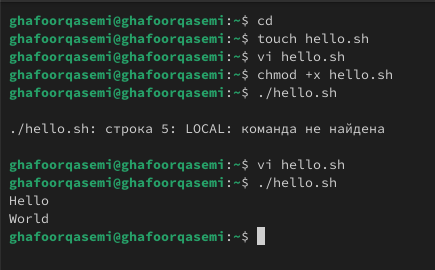 ghafoorqasemi@ghafoorqasemi:~$ cd
ghafoorqasemi@ghafoorqasemi:~$ touch hello.sh
ghafoorqasemi@ghafoorqasemi:~$ vi hello.sh
ghafoorqasemi@ghafoorqasemi:~$ chmod +x hello.sh
ghafoorqasemi@ghafoorqasemi:~$ ./hello.sh
./hello.sh: строка 5: LOCAL: команда не найдена
ghafoorqasemi@ghafoorqasemi:~$ vi hello.sh
ghafoorqasemi@ghafoorqasemi:~$ ./hello.sh
Hello
World
ghafoorqasemi@ghafoorqasemi:~$